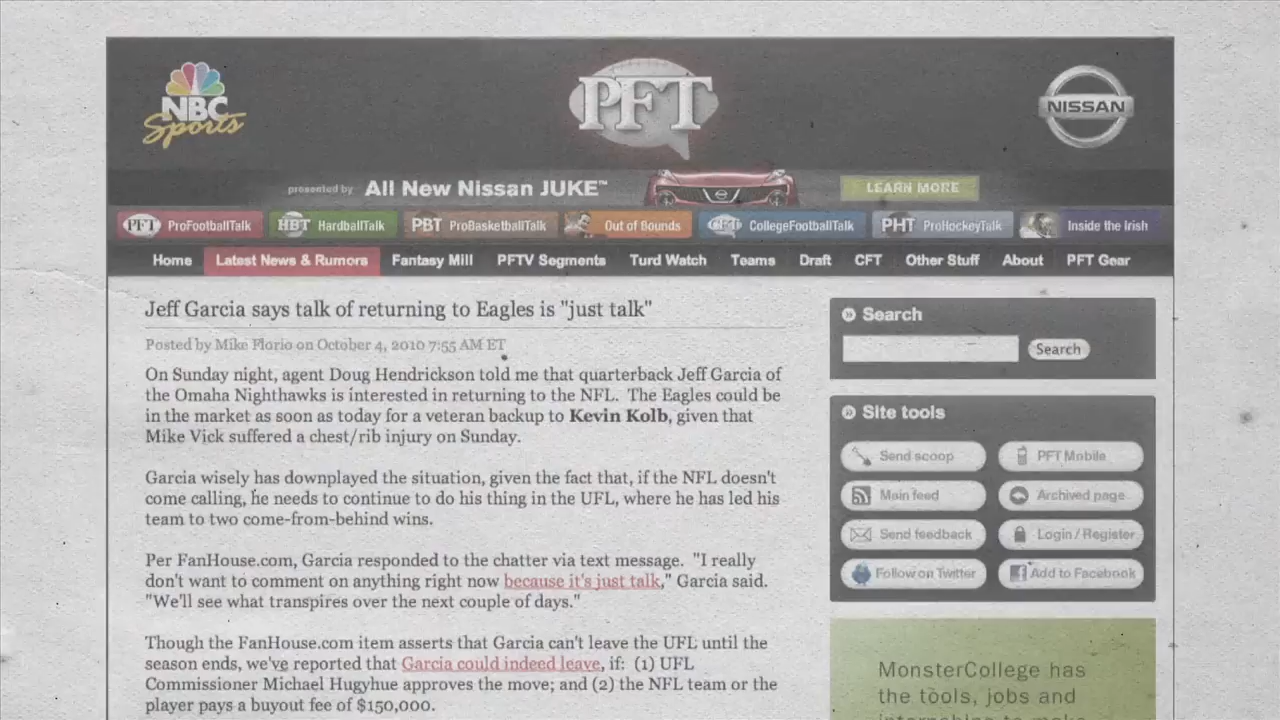 NBC
Sports
PFT
NISSAN
presented by All New Nissan JUKE™ LEARN MORE
PFT ProFootballTalk HBT HardballTalk PBT ProBasketballTalk Out of Bounds CFT CollegeFootballTalk PHT ProHockeyTalk Inside the Irish
Home Latest News & Rumors Fantasy Mill PFTV Segments Turd Watch Teams Draft CFT Other Stuff About PFT Gear
Jeff Garcia says talk of returning to Eagles is "just talk"
Posted by Mike Florio on October 4, 2010 7:55 AM ET
On Sunday night, agent Doug Hendrickson told me that quarterback Jeff Garcia of
the Omaha Nighthawks is interested in returning to the NFL. The Eagles could be
in the market as soon as today for a veteran backup to Kevin Kolb, given that
Mike Vick suffered a chest/rib injury on Sunday.
Garcia wisely has downplayed the situation, given the fact that, if the NFL doesn't
come calling, he needs to continue to do his thing in the UFL, where he has led his
team to two come-from-behind wins.
Per FanHouse.com, Garcia responded to the chatter via text message. "I really
don't want to comment on anything right now because it's just talk," Garcia said.
"We'll see what transpires over the next couple of days."
Though the FanHouse.com item asserts that Garcia can't leave the UFL until the
season ends, we've reported that Garcia could indeed leave, if: (1) UFL
Commissioner Michael Hugyhue approves the move; and (2) the NFL team or the
player pays a buyout fee of $150,000.
Search
Search
Site tools
Send scoop PFT Mobile
Main feed Archived page
Send feedback Login / Register
Follow on Twitter Add to Facebook
MonsterCollege has
the tools, jobs and